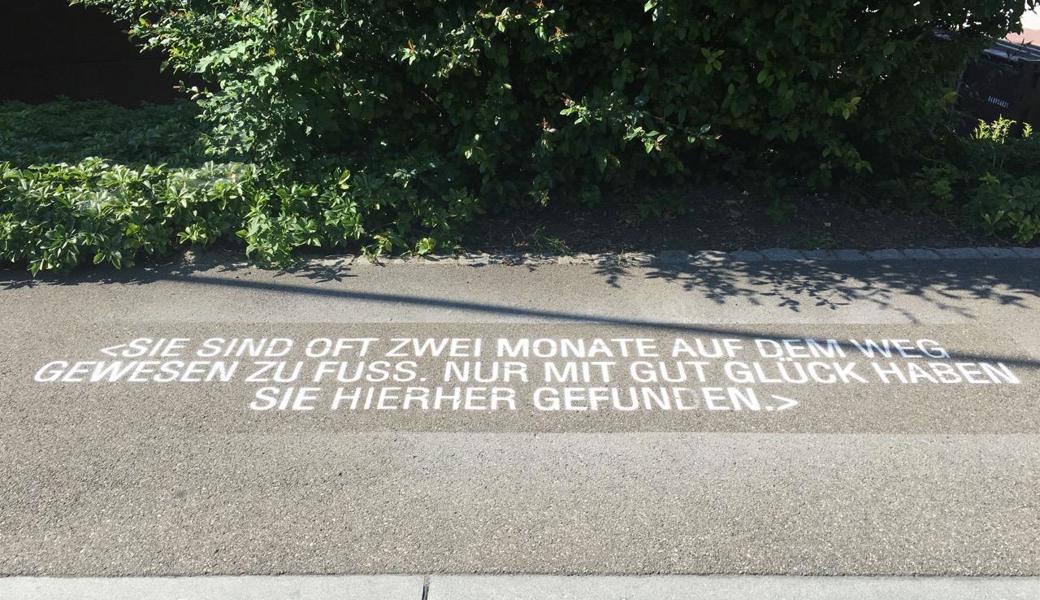 <SIE SIND OFT ZWEI MONATE AUF DEM WEG
GEWESEN ZU FUSS. NUR MIT GUT GLÜCK HABEN
SIE HIERHER GEFUNDEN.>